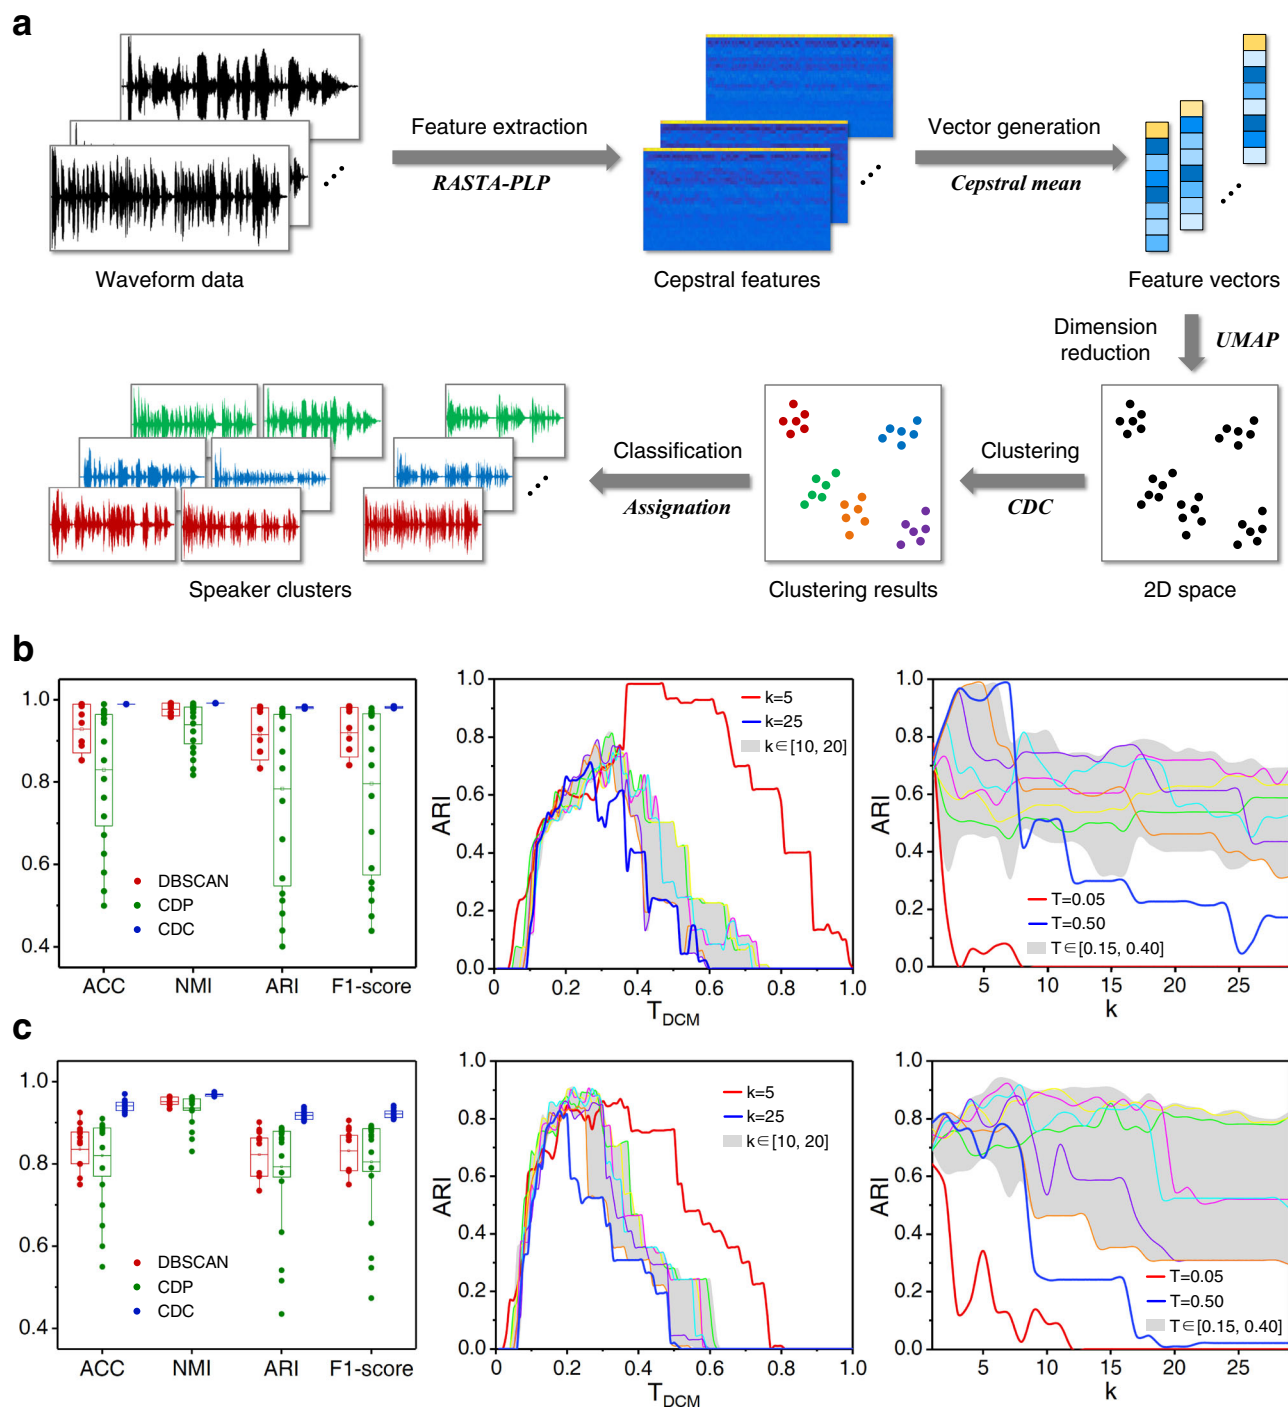 a
Feature extraction
RASTA-PLP
Vector generation
Cepstral mean
Waveform data
Cepstral features
Feature vectors
Dimension
reduction
UMAP
Classification
Assignation
Clustering
CDC
Speaker clusters
Clustering results
2D space
b
1.0
0.8
0.6
0.4
DBSCAN
CDP
CDC
ACC NMI ARI F1-score
ARI
1.0
0.8
0.6
0.4
0.2
0.0
k=5
k=25
k∈[10, 20]
0.0 0.2 0.4 0.6 0.8 1.0
T_DCM
ARI
1.0
0.8
0.6
0.4
0.2
0.0
T=0.05
T=0.50
T∈[0.15, 0.40]
5 10 15 20 25
k
c
1.0
0.8
0.6
0.4
DBSCAN
CDP
CDC
ACC NMI ARI F1-score
ARI
1.0
0.8
0.6
0.4
0.2
0.0
k=5
k=25
k∈[10, 20]
0.0 0.2 0.4 0.6 0.8 1.0
T_DCM
ARI
1.0
0.8
0.6
0.4
0.2
0.0
T=0.05
T=0.50
T∈[0.15, 0.40]
5 10 15 20 25
k